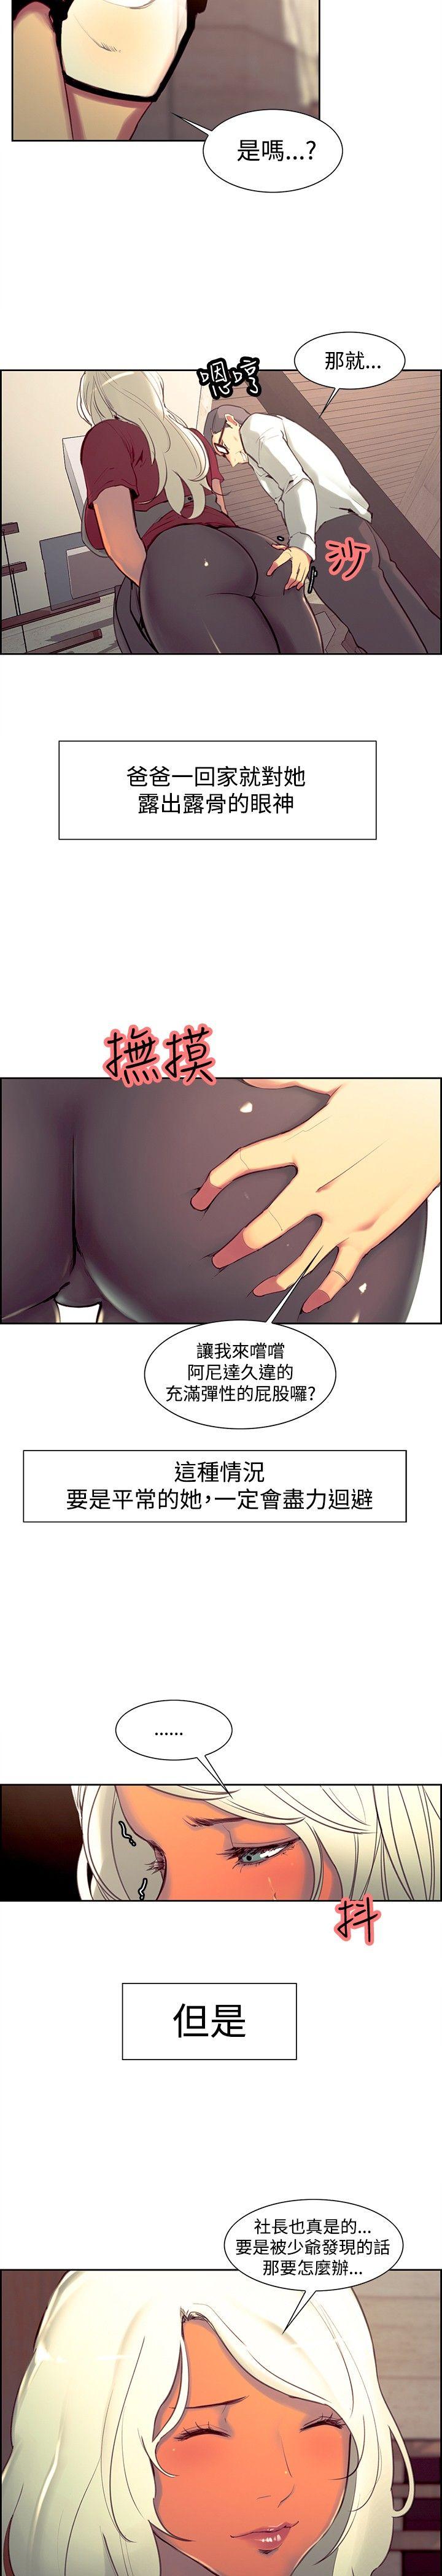 是嗎...?
那就...
嗯哼
沙
爸爸一回家就對她
露出露骨的眼神
撫摸
讓我來嚐嚐
阿尼達久違的
充滿彈性的屁股囉?
這種情況
要是平常的她,一定會盡力迴避
......
抖
但是
社長也真是的...
要是被少爺發現的話
那要怎麼辦...